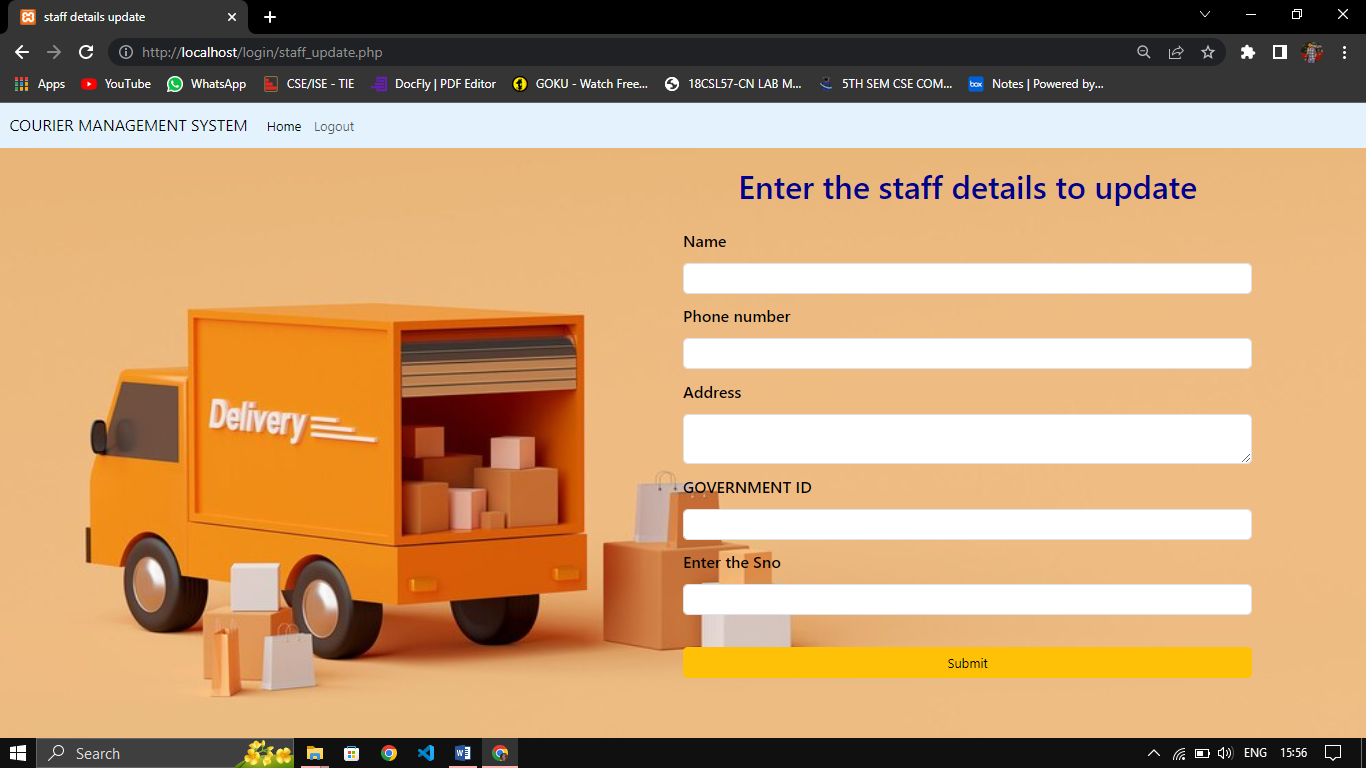 staff details update
http://localhost/login/staff_update.php
Apps
YouTube
WhatsApp
CSE/ISE - TIE
DocFly | PDF Editor
GOKU - Watch Free...
18CSL57-CN LAB M...
5TH SEM CSE COM...
box
Notes | Powered by...
COURIER MANAGEMENT SYSTEM Home Logout
Enter the staff details to update
Name
Phone number
Address
Delivery
GOVERNMENT ID
Enter the Sno
Submit
Search
ENG
15:56